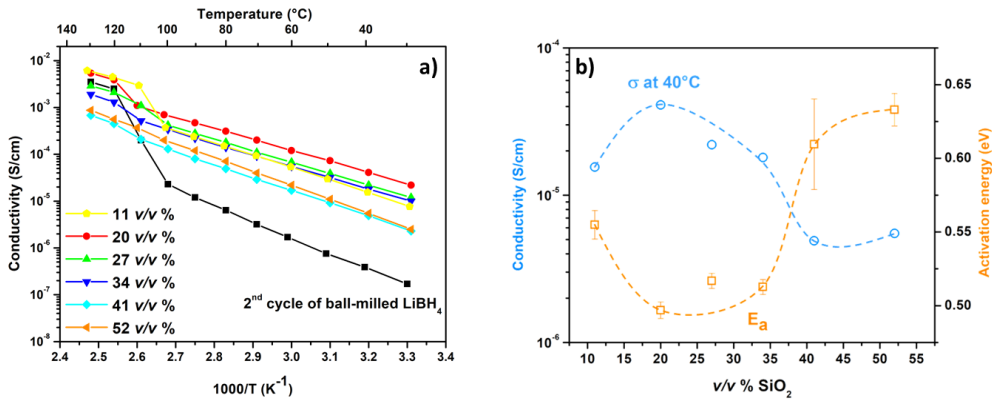 Temperature (°C)
140 120 100 80 60 40
a)
Conductivity (S/cm)
10⁻²
10⁻³
10⁻⁴
10⁻⁵
10⁻⁶
10⁻⁷
10⁻⁸
11 v/v %
20 v/v %
27 v/v %
34 v/v %
41 v/v %
52 v/v %
2nd cycle of ball-milled LiBH4
2.4 2.5 2.6 2.7 2.8 2.9 3.0 3.1 3.2 3.3 3.4
1000/T (K⁻¹)
b)
σ at 40°C
Conductivity (S/cm)
10⁻⁴
10⁻⁵
10⁻⁶
Ea
0.65
0.60
0.55
0.50
Activation energy (eV)
10 15 20 25 30 35 40 45 50 55
v/v % SiO2